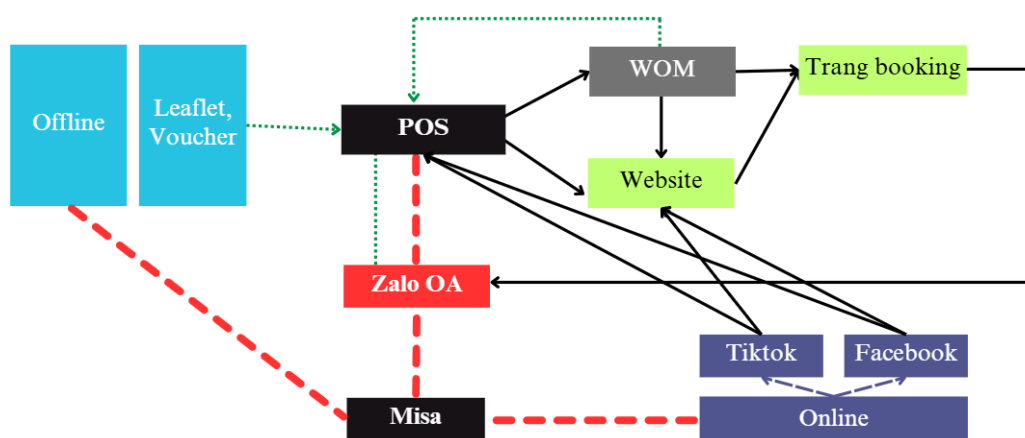 WOM
Trang booking
Offline
Leaflet,
Voucher
POS
Website
Zalo OA
Tiktok
Facebook
Misa
Online